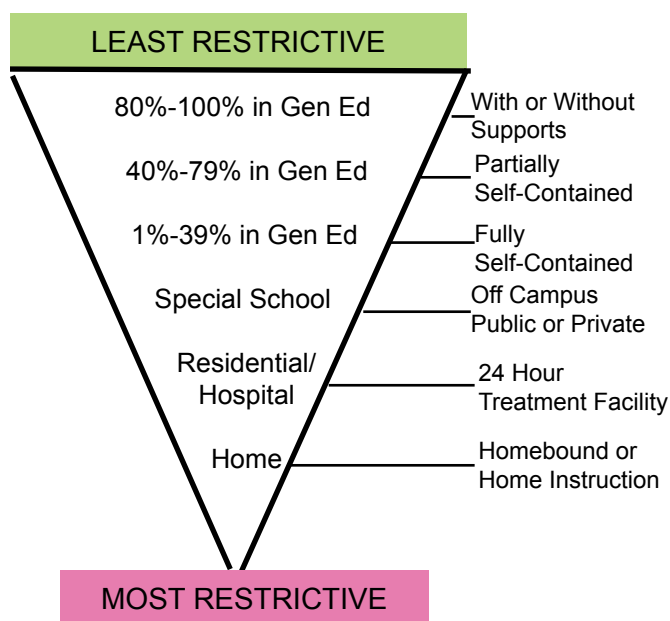 LEAST RESTRICTIVE
80%-100% in Gen Ed
With or Without
Supports
40%-79% in Gen Ed
Partially
Self-Contained
1%-39% in Gen Ed
Fully
Self-Contained
Special School
Off Campus
Public or Private
Residential/
Hospital
24 Hour
Treatment Facility
Home
Homebound or
Home Instruction
MOST RESTRICTIVE